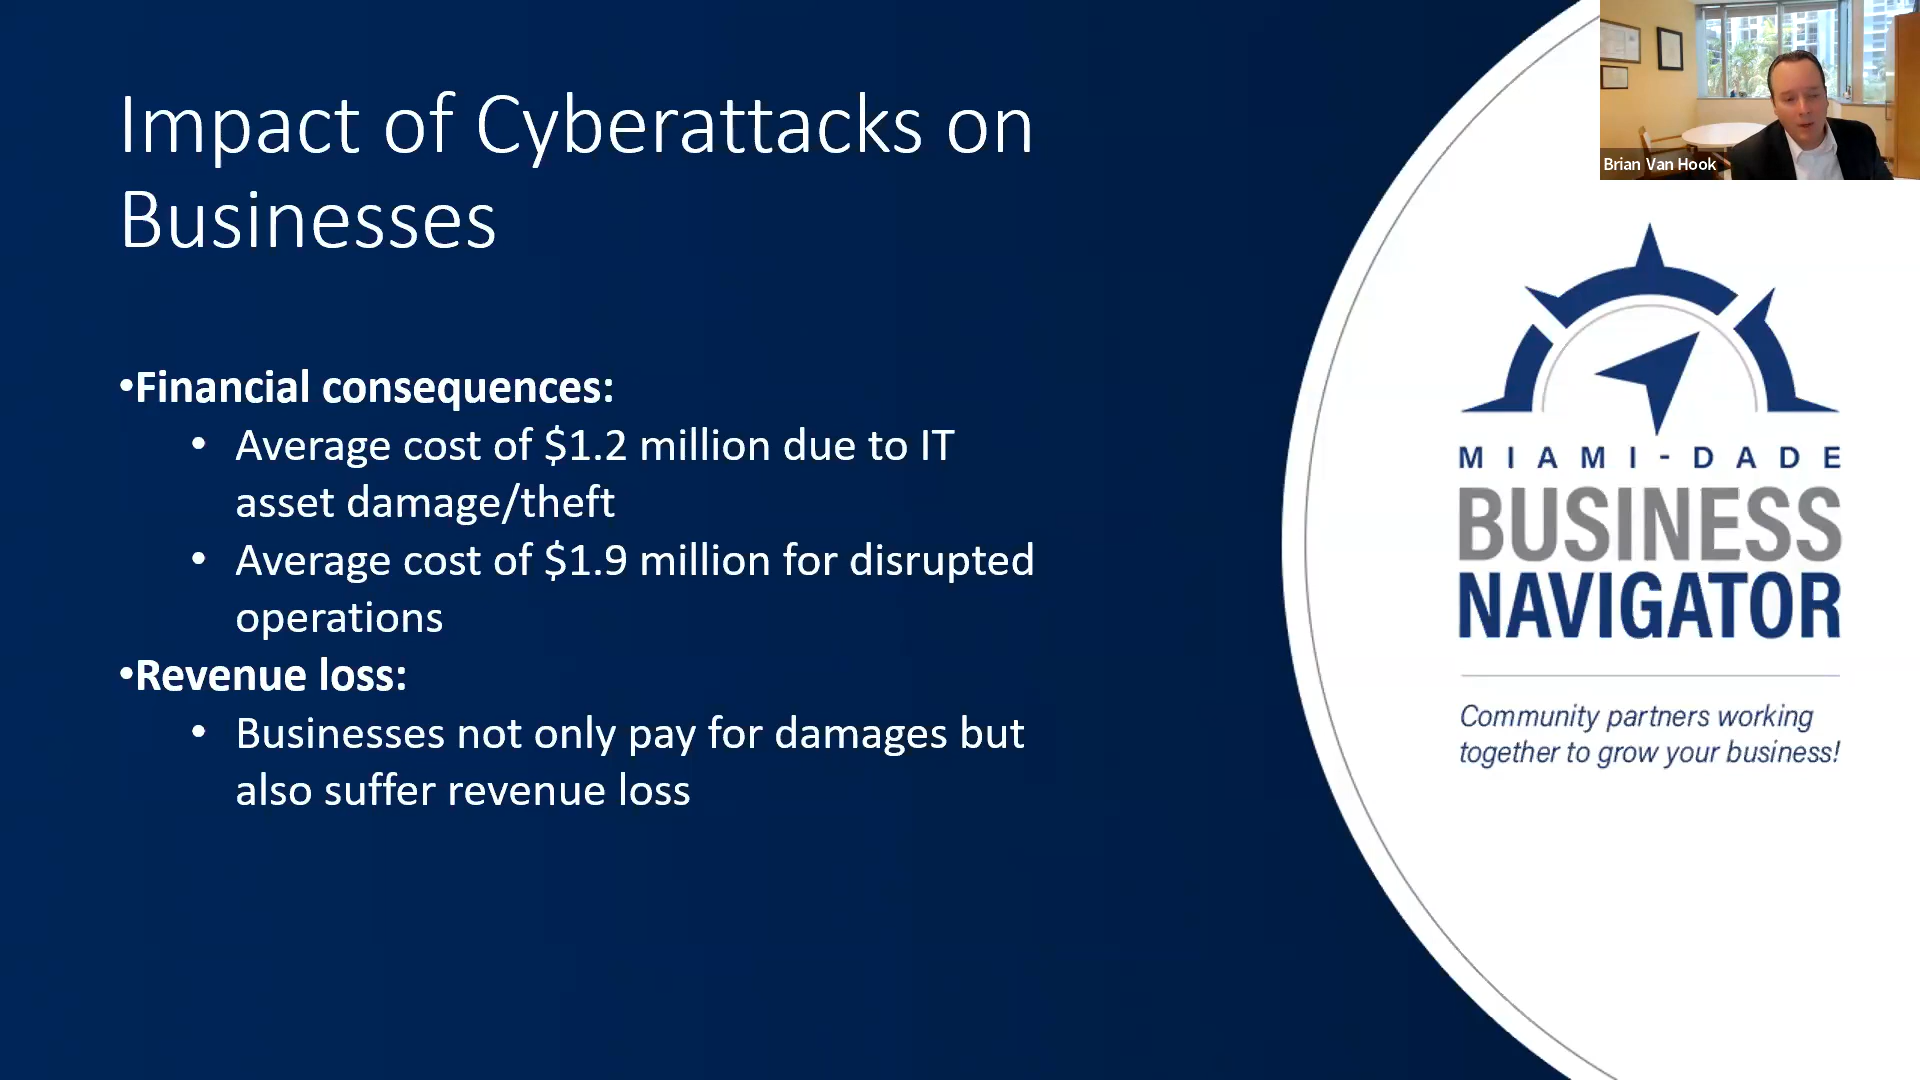 Impact of Cyberattacks on
Businesses
•Financial consequences:
• Average cost of $1.2 million due to IT
asset damage/theft
• Average cost of $1.9 million for disrupted
operations
•Revenue loss:
• Businesses not only pay for damages but
also suffer revenue loss
Brian Van Hook
MIAMI-DADE
BUSINESS
NAVIGATOR
Community partners working
together to grow your business!